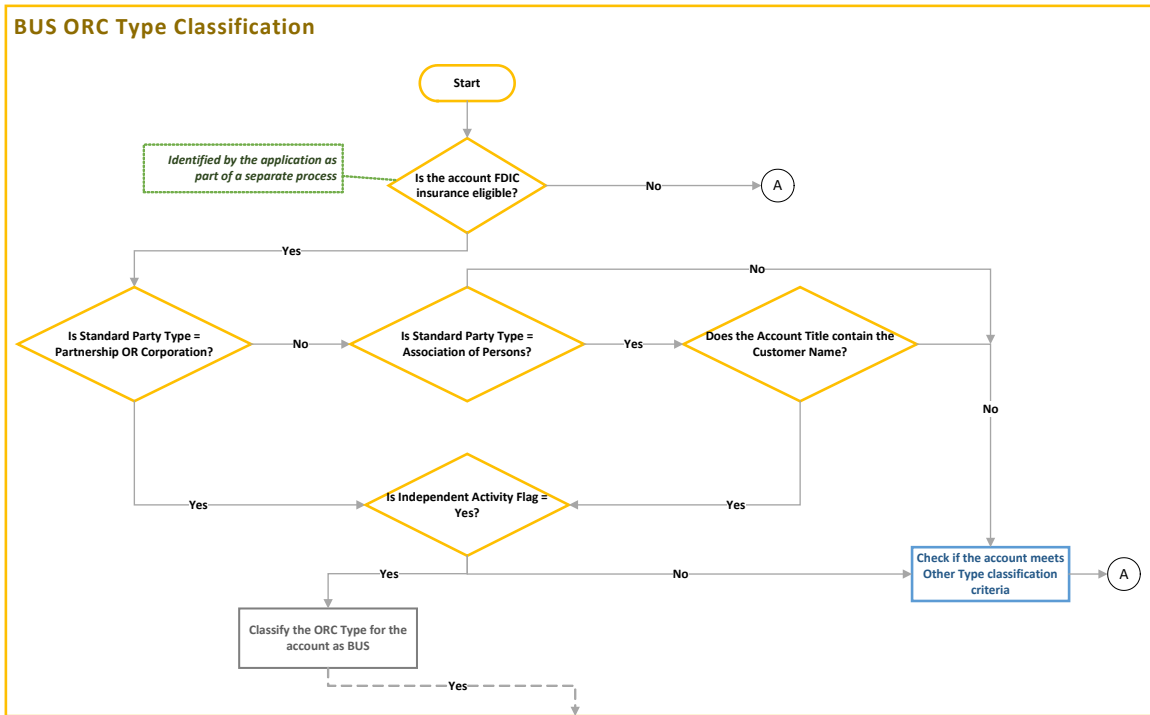 BUS ORC Type Classification
Start
Identified by the application as
part of a separate process
Is the account FDIC
insurance eligible?
No
A
Yes
No
Is Standard Party Type =
Partnership OR Corporation?
No
Is Standard Party Type =
Association of Persons?
Yes
Does the Account Title contain the
Customer Name?
No
Yes
Is Independent Activity Flag =
Yes?
Yes
Yes
No
Check if the account meets
Other Type classification
criteria
A
Classify the ORC Type for the
account as BUS
Yes